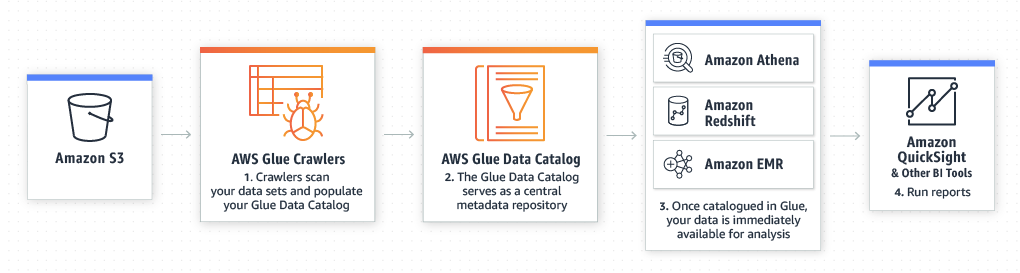 Amazon S3
AWS Glue Crawlers
1. Crawlers scan
your data sets and populate
your Glue Data Catalog
AWS Glue Data Catalog
2. The Glue Data Catalog
serves as a central
metadata repository
Amazon Athena
Amazon
Redshift
Amazon EMR
3. Once catalogued in Glue,
your data is immediately
available for analysis
Amazon
QuickSight
& Other BI Tools
4. Run reports